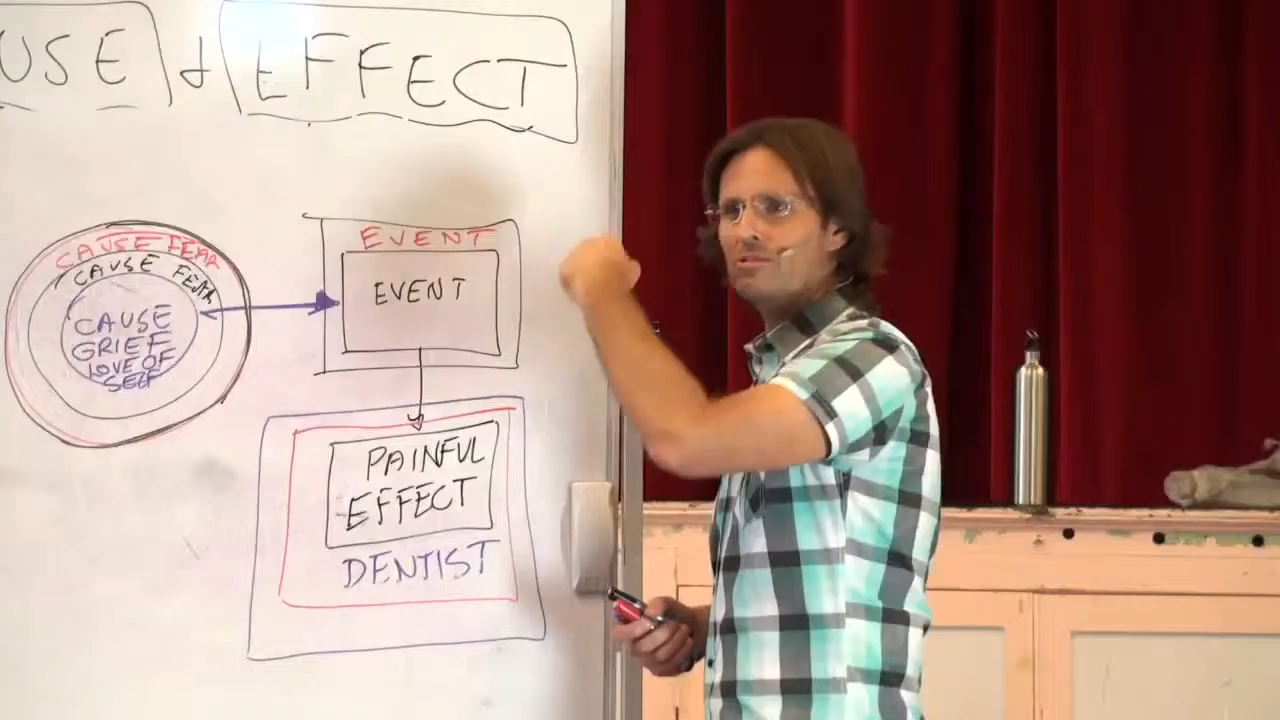 USE & EFFECT
CAUSE FEAR
CAUSE FEAR
CAUSE
GRIEF
LOVE OF
SELF
EVENT
EVENT
PAINFUL
EFFECT
DENTIST